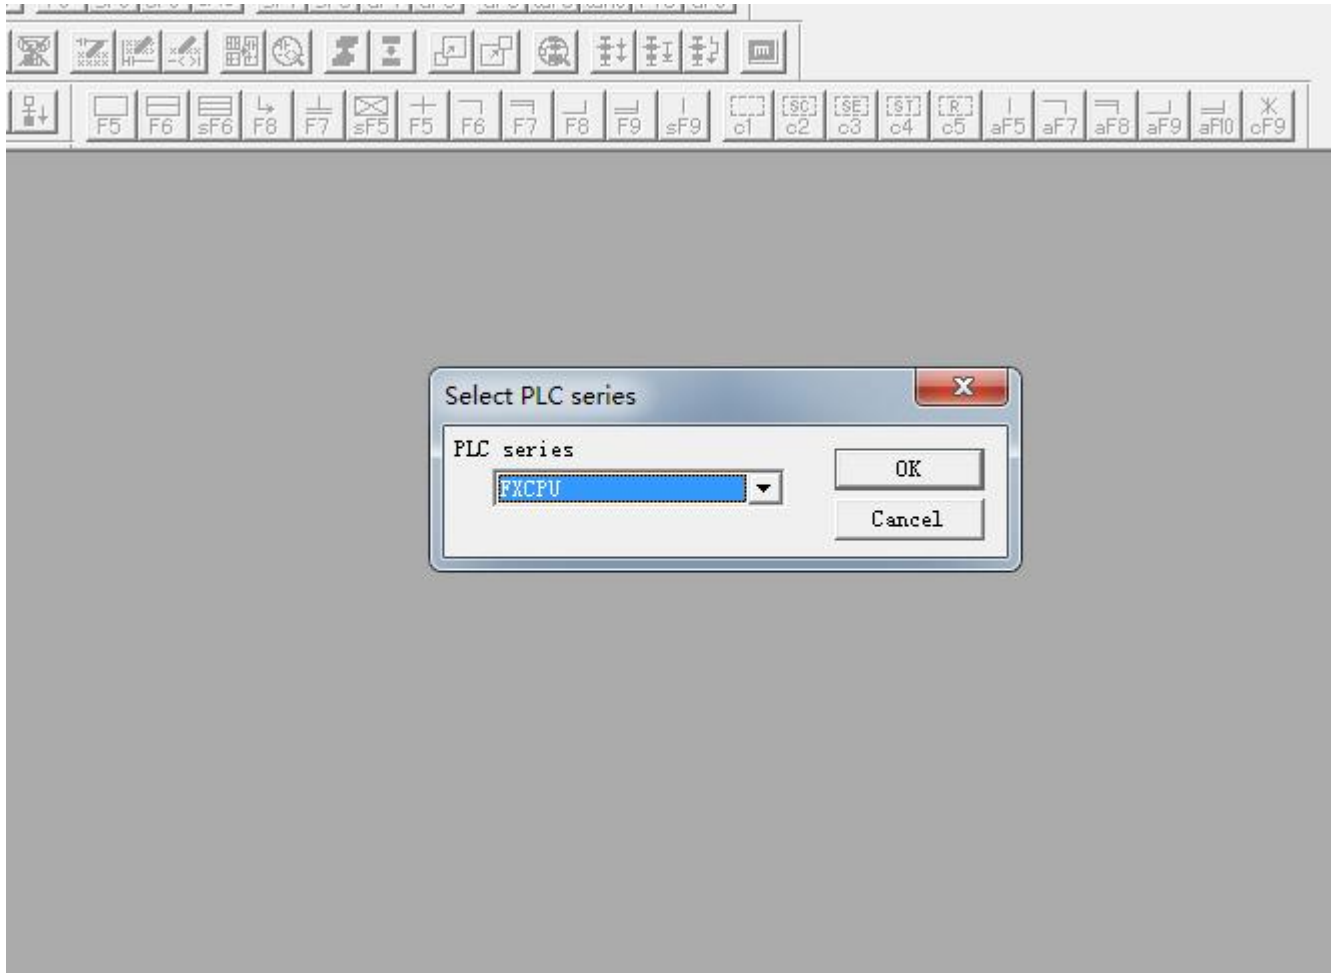 F5 F6 sF6 F8 F7 sF5 F5 F6 F7 F8 F9 sF9 c1 SC c2 SE c3 ST c4 R c5 aF5 aF7 aF8 aF9 aF10 cF9
Select PLC series
PLC series
FXCPU
OK
Cancel